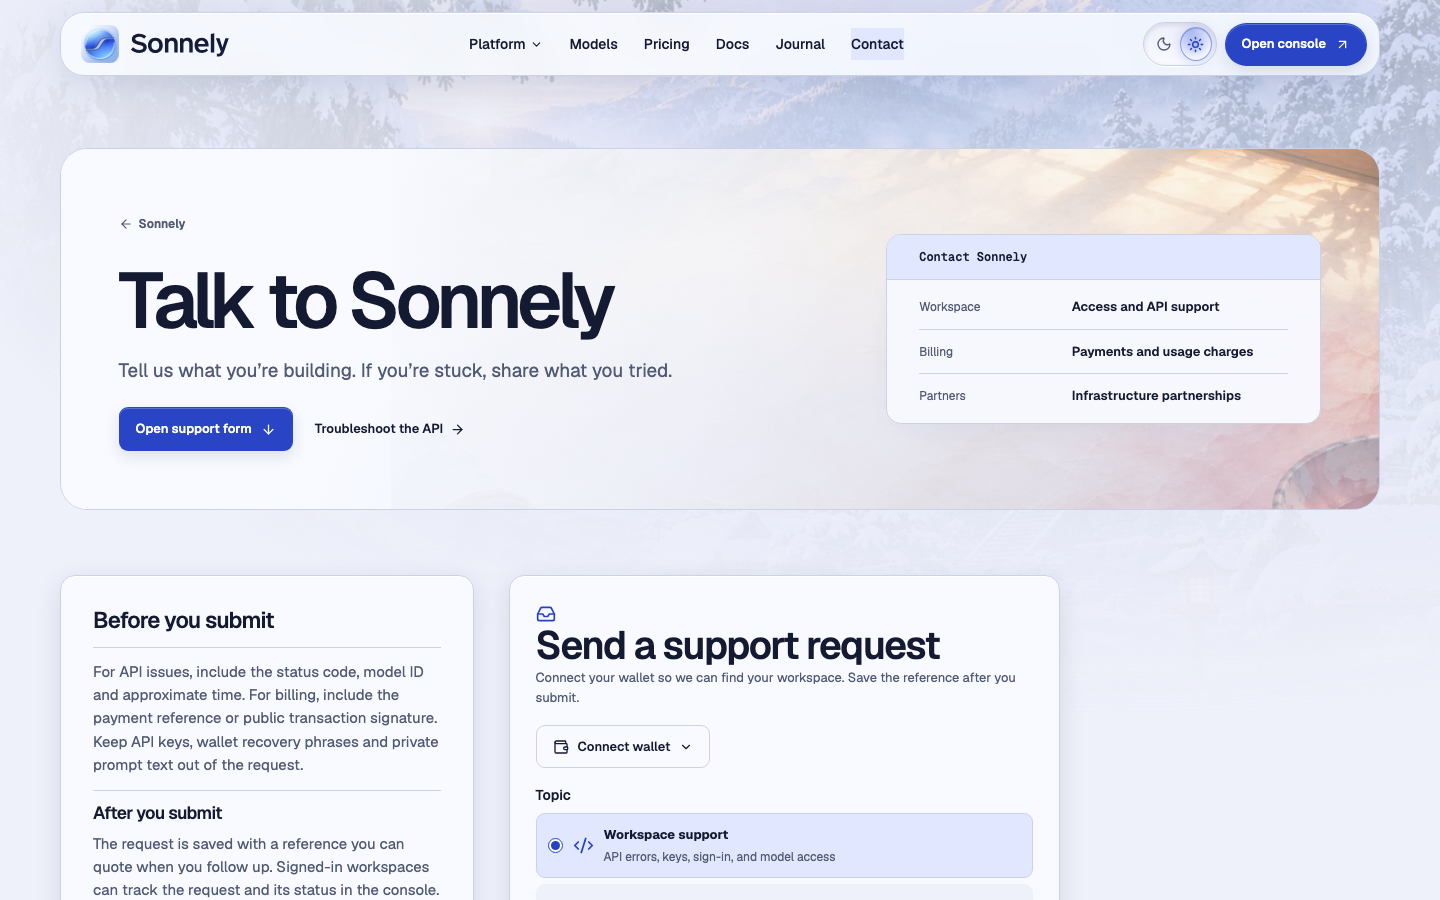 Sonnely
Platform
Models
Pricing
Docs
Journal
Contact
Open console
Sonnely
Talk to Sonnely
Tell us what you’re building. If you’re stuck, share what you tried.
Open support form
Troubleshoot the API
Contact Sonnely
Workspace
Access and API support
Billing
Payments and usage charges
Partners
Infrastructure partnerships
Before you submit
For API issues, include the status code, model ID
and approximate time. For billing, include the
payment reference or public transaction signature.
Keep API keys, wallet recovery phrases and private
prompt text out of the request.
After you submit
The request is saved with a reference you can
quote when you follow up. Signed-in workspaces
can track the request and its status in the console.
Send a support request
Connect your wallet so we can find your workspace. Save the reference after you
submit.
Connect wallet
Topic
Workspace support
API errors, keys, sign-in, and model access